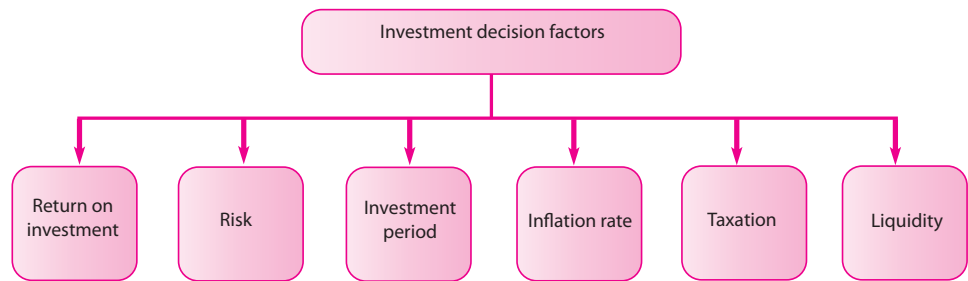 Investment decision factors
Return on
investment
Risk
Investment
period
Inflation rate
Taxation
Liquidity